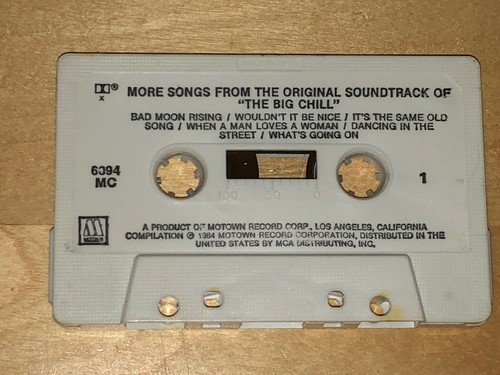 MORE SONGS FROM THE ORIGINAL SOUNDTRACK OF
"THE BIG CHILL"
BAD MOON RISING / WOULDN'T IT BE NICE / IT'S THE SAME OLD
SONG / WHEN A MAN LOVES A WOMAN / DANCING IN THE
STREET / WHAT'S GOING ON
6094
MC
100 50 0
1
M
A PRODUCT OF MOTOWN RECORD CORP., LOS ANGELES, CALIFORNIA
COMPILATION ℗ 1984 MOTOWN RECORD CORPORATION, DISTRIBUTED IN THE
UNITED STATES BY MCA DISTRIBUTING, INC.